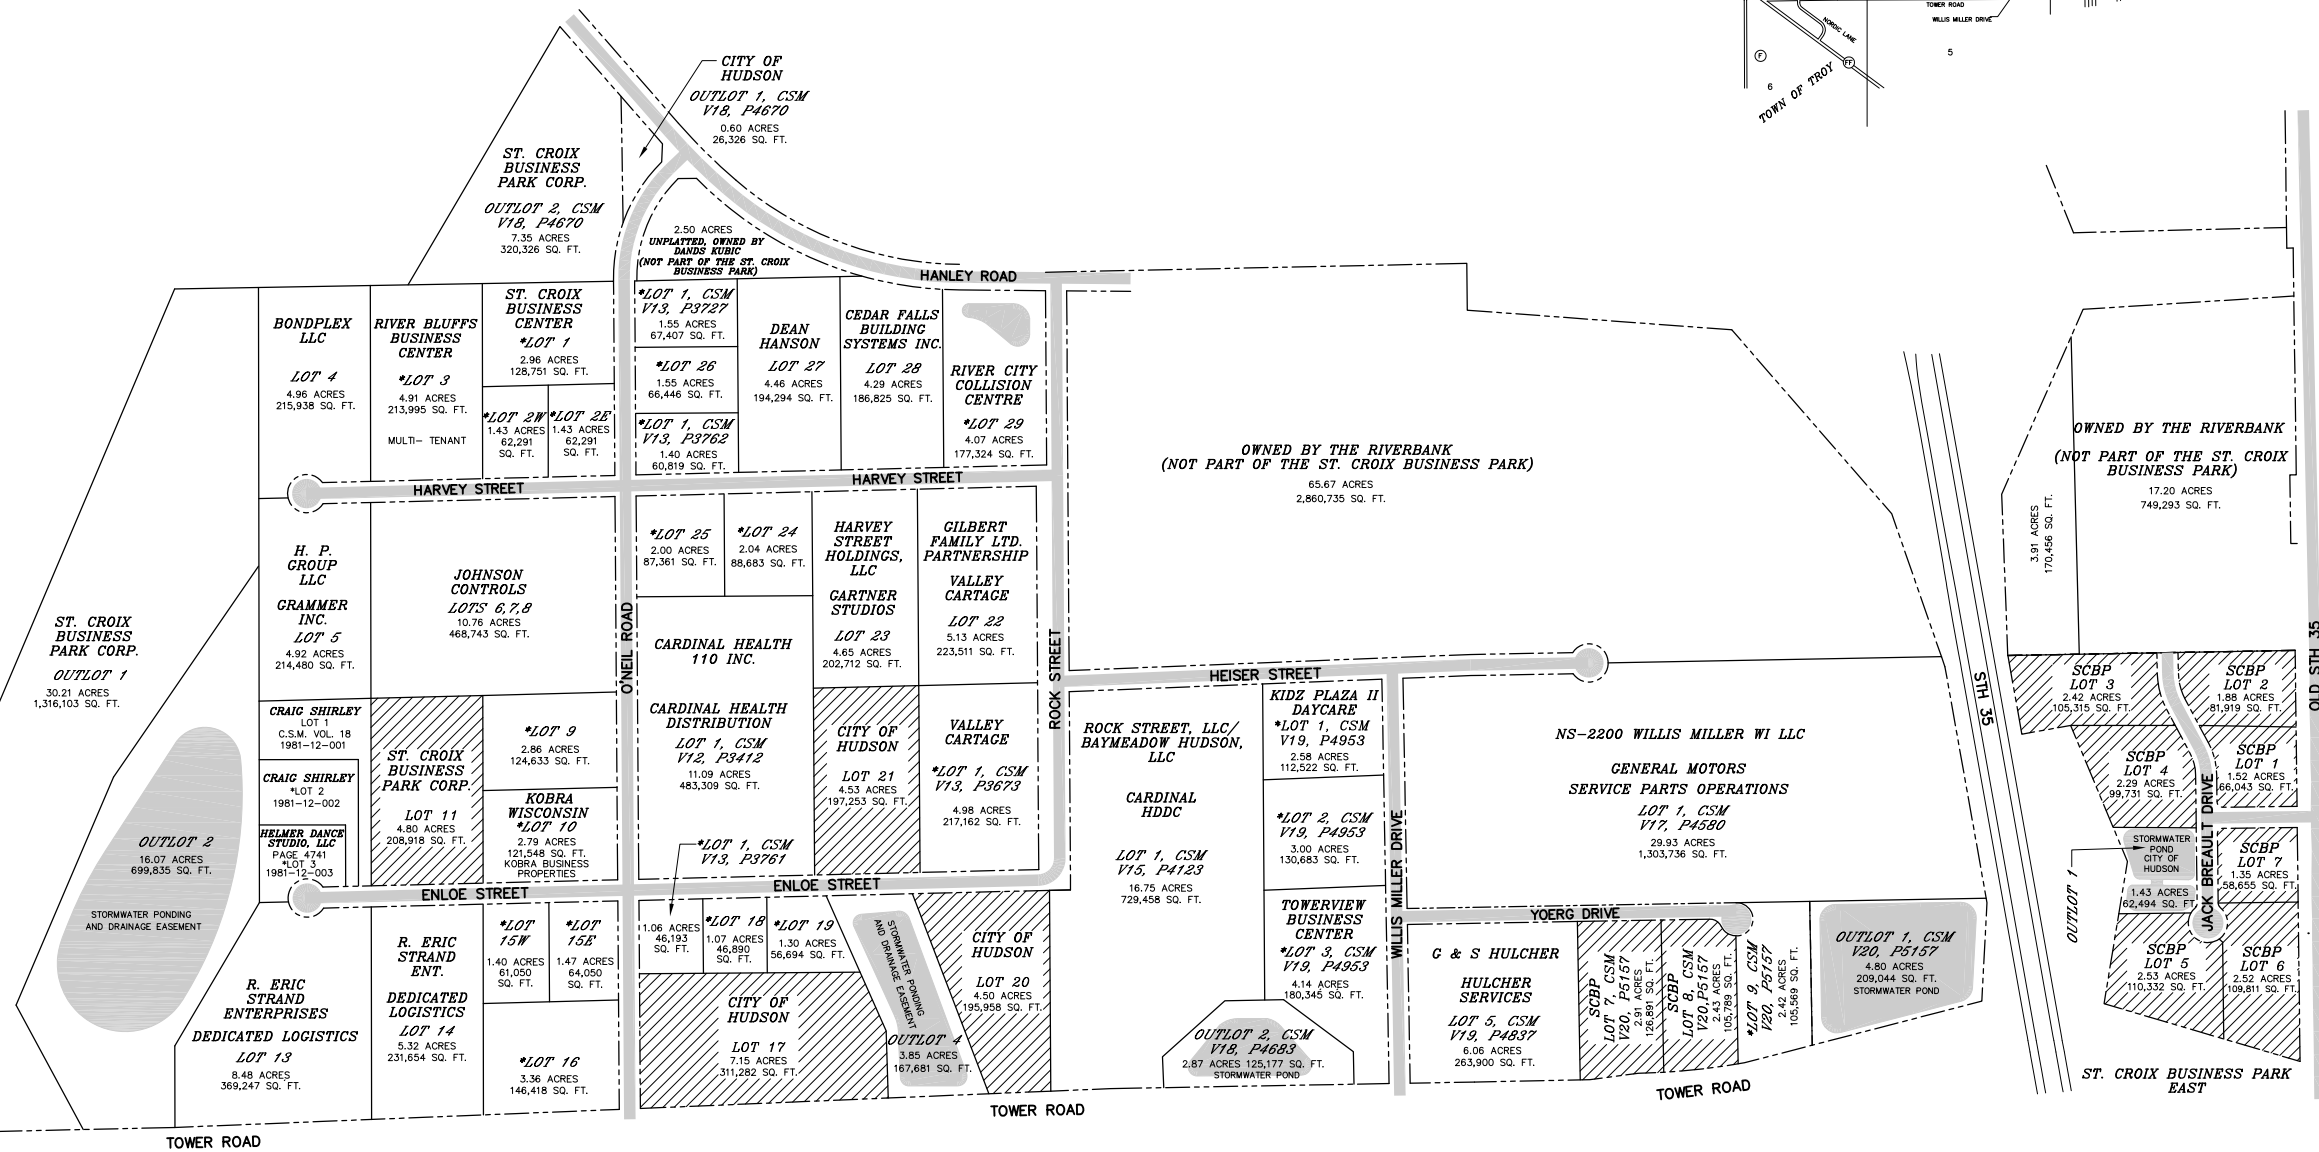 TOWER ROAD
WILLIS MILLER DRIVE
NORDIC LANE
5
F
FF
6
TOWN OF TROY
CITY OF
HUDSON
OUTLOT 1, CSM
V18, P4670
0.60 ACRES
26,326 SQ. FT.
ST. CROIX
BUSINESS
PARK CORP.
OUTLOT 2, CSM
V18, P4670
7.35 ACRES
320,326 SQ. FT.
2.50 ACRES
UNPLATTED, OWNED BY
DANDS KUBIC
(NOT PART OF THE ST. CROIX
BUSINESS PARK)
HANLEY ROAD
BONDPLEX
LLC
LOT 4
4.96 ACRES
215,938 SQ. FT.
RIVER BLUFFS
BUSINESS
CENTER
*LOT 3
4.91 ACRES
213,995 SQ. FT.
MULTI- TENANT
ST. CROIX
BUSINESS
CENTER
*LOT 1
2.96 ACRES
128,751 SQ. FT.
*LOT 2W
1.43 ACRES
62,291
SQ. FT.
*LOT 2E
1.43 ACRES
62,291
SQ. FT.
*LOT 1, CSM
V13, P3727
1.55 ACRES
67,407 SQ. FT.
*LOT 26
1.55 ACRES
66,446 SQ. FT.
*LOT 1, CSM
V13, P3762
1.40 ACRES
60,819 SQ. FT.
DEAN
HANSON
LOT 27
4.46 ACRES
194,294 SQ. FT.
CEDAR FALLS
BUILDING
SYSTEMS INC.
LOT 28
4.29 ACRES
186,825 SQ. FT.
RIVER CITY
COLLISION
CENTRE
*LOT 29
4.07 ACRES
177,324 SQ. FT.
OWNED BY THE RIVERBANK
(NOT PART OF THE ST. CROIX BUSINESS PARK)
65.67 ACRES
2,860,735 SQ. FT.
OWNED BY THE RIVERBANK
(NOT PART OF THE ST. CROIX
BUSINESS PARK)
17.20 ACRES
749,293 SQ. FT.
3.91 ACRES
170,456 SQ. FT.
HARVEY STREET
HARVEY STREET
H. P.
GROUP
LLC
GRAMMER
INC.
LOT 5
4.92 ACRES
214,480 SQ. FT.
JOHNSON
CONTROLS
LOTS 6,7,8
10.76 ACRES
468,743 SQ. FT.
O'NEIL ROAD
*LOT 25
2.00 ACRES
87,361 SQ. FT.
*LOT 24
2.04 ACRES
88,683 SQ. FT.
HARVEY
STREET
HOLDINGS,
LLC
GARTNER
STUDIOS
LOT 23
4.65 ACRES
202,712 SQ. FT.
GILBERT
FAMILY LTD.
PARTNERSHIP
VALLEY
CARTAGE
LOT 22
5.13 ACRES
223,511 SQ. FT.
ROCK STREET
ST. CROIX
BUSINESS
PARK CORP.
OUTLOT 1
30.21 ACRES
1,316,103 SQ. FT.
CARDINAL HEALTH
110 INC.
CARDINAL HEALTH
DISTRIBUTION
LOT 1, CSM
V12, P3412
11.09 ACRES
483,309 SQ. FT.
*LOT 1, CSM
V13, P3761
CRAIG SHIRLEY
LOT 1
C.S.M. VOL. 18
1981-12-001
CRAIG SHIRLEY
*LOT 2
1981-12-002
HELMER DANCE
STUDIO, LLC
PAGE 4741
*LOT 3
1981-12-003
ST. CROIX
BUSINESS
PARK CORP.
LOT 11
4.80 ACRES
208,918 SQ. FT.
*LOT 9
2.86 ACRES
124,633 SQ. FT.
KOBRA
WISCONSIN
*LOT 10
2.79 ACRES
121,548 SQ. FT.
KOBRA BUSINESS
PROPERTIES
CITY OF
HUDSON
LOT 21
4.53 ACRES
197,253 SQ. FT.
VALLEY
CARTAGE
*LOT 1, CSM
V13, P3673
4.98 ACRES
217,162 SQ. FT.
HEISER STREET
ROCK STREET, LLC/
BAYMEADOW HUDSON,
LLC
CARDINAL
HDDC
LOT 1, CSM
V15, P4123
16.75 ACRES
729,458 SQ. FT.
KIDZ PLAZA II
DAYCARE
*LOT 1, CSM
V19, P4953
2.58 ACRES
112,522 SQ. FT.
*LOT 2, CSM
V19, P4953
3.00 ACRES
130,683 SQ. FT.
TOWERVIEW
BUSINESS
CENTER
*LOT 3, CSM
V19, P4953
4.14 ACRES
180,345 SQ. FT.
OUTLOT 2, CSM
V18, P4683
2.87 ACRES 125,177 SQ. FT.
STORMWATER POND
WILLIS MILLER DRIVE
NS-2200 WILLIS MILLER WI LLC
GENERAL MOTORS
SERVICE PARTS OPERATIONS
LOT 1, CSM
V17, P4580
29.93 ACRES
1,303,736 SQ. FT.
STH 35
OLD STH 35
SCBP
LOT 3
2.42 ACRES
105,315 SQ. FT.
SCBP
LOT 2
1.88 ACRES
81,919 SQ. FT.
SCBP
LOT 4
2.29 ACRES
99,731 SQ. FT.
SCBP
LOT 1
1.52 ACRES
66,043 SQ. FT.
JACK BREAULT DRIVE
STORMWATER
POND
CITY OF
HUDSON
1.43 ACRES
62,494 SQ. FT.
OUTLOT 1
SCBP
LOT 7
1.35 ACRES
58,655 SQ. FT.
SCBP
LOT 5
2.53 ACRES
110,332 SQ. FT.
SCBP
LOT 6
2.52 ACRES
109,811 SQ. FT.
ST. CROIX BUSINESS PARK
EAST
OUTLOT 2
16.07 ACRES
699,835 SQ. FT.
STORMWATER PONDING
AND DRAINAGE EASEMENT
ENLOE STREET
ENLOE STREET
R. ERIC
STRAND
ENTERPRISES
DEDICATED LOGISTICS
LOT 13
8.48 ACRES
369,247 SQ. FT.
R. ERIC
STRAND
ENT.
DEDICATED
LOGISTICS
LOT 14
5.32 ACRES
231,654 SQ. FT.
*LOT
15W
1.40 ACRES
61,050
SQ. FT.
*LOT
15E
1.47 ACRES
64,050
SQ. FT.
*LOT 16
3.36 ACRES
146,418 SQ. FT.
1.06 ACRES
46,193
SQ. FT.
*LOT 18
1.07 ACRES
46,890
SQ. FT.
*LOT 19
1.30 ACRES
56,694 SQ. FT.
CITY OF
HUDSON
LOT 17
7.15 ACRES
311,282 SQ. FT.
STORMWATER PONDING
AND DRAINAGE EASEMENT
OUTLOT 4
3.85 ACRES
167,681 SQ. FT.
CITY OF
HUDSON
LOT 20
4.50 ACRES
195,958 SQ. FT.
YOERG DRIVE
G & S HULCHER
HULCHER
SERVICES
LOT 5, CSM
V19, P4837
6.06 ACRES
263,900 SQ. FT.
SCBP
LOT 7, CSM
V20, P5157
2.91 ACRES
126,891 SQ. FT.
SCBP
LOT 8, CSM
V20,P5157
2.43 ACRES
105,789 SQ. FT.
*LOT 9, CSM
V20, P5157
2.42 ACRES
105,569 SQ. FT.
OUTLOT 1, CSM
V20, P5157
4.80 ACRES
209,044 SQ. FT.
STORMWATER POND
TOWER ROAD
TOWER ROAD
TOWER ROAD